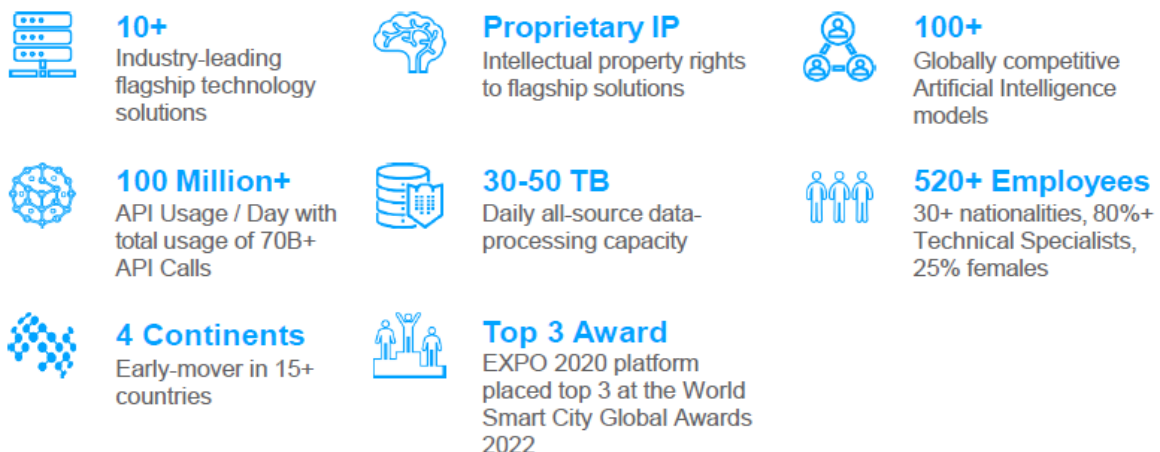 10+
Industry-leading
flagship technology
solutions
Proprietary IP
Intellectual property rights
to flagship solutions
100+
Globally competitive
Artificial Intelligence
models
100 Million+
API Usage / Day with
total usage of 70B+
API Calls
30-50 TB
Daily all-source data-
processing capacity
520+ Employees
30+ nationalities, 80%+
Technical Specialists,
25% females
4 Continents
Early-mover in 15+
countries
Top 3 Award
EXPO 2020 platform
placed top 3 at the World
Smart City Global Awards
2022